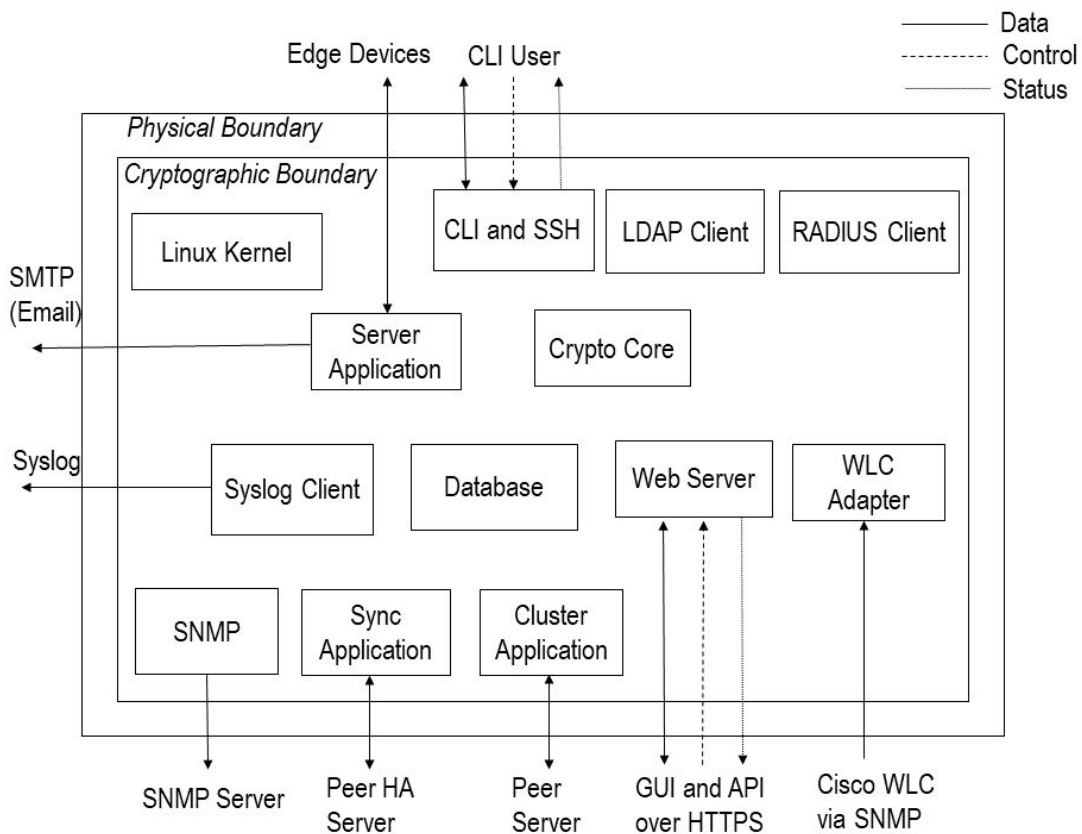 Data
Control
Status
Edge Devices
CLI User
Physical Boundary
Cryptographic Boundary
Linux Kernel
CLI and SSH
LDAP Client
RADIUS Client
SMTP
(Email)
Server
Application
Crypto Core
Syslog
Syslog Client
Database
Web Server
WLC
Adapter
SNMP
Sync
Application
Cluster
Application
SNMP Server
Peer HA
Server
Peer
Server
GUI and API
over HTTPS
Cisco WLC
via SNMP